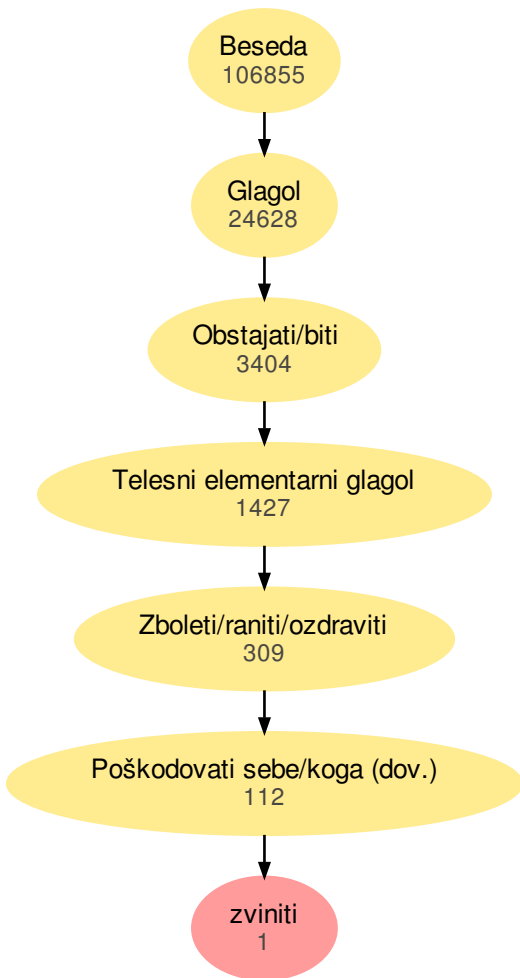 Beseda
106855
Glagol
24628
Obstajati/biti
3404
Telesni elementarni glagol
1427
Zboleti/raniti/ozdraviti
309
Poškodovati sebe/koga (dov.)
112
zviniti
1